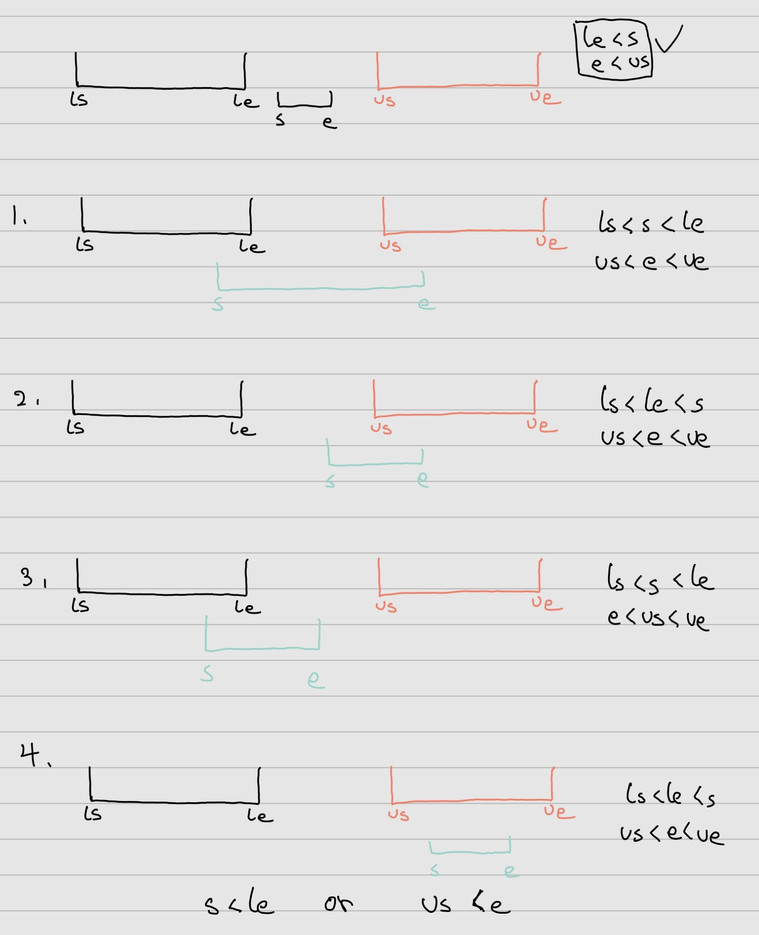 le < s ✓
e < us
ls le s e us ue
1.
ls le us ue
s e
ls < s < le
us < e < ue
2.
ls le us ue
s e
ls < le < s
us < e < ue
3.
ls le us ue
s e
ls < s < le
e < us < ue
4.
ls le us ue
s e
ls < le < s
us < e < ue
s < le or us < e